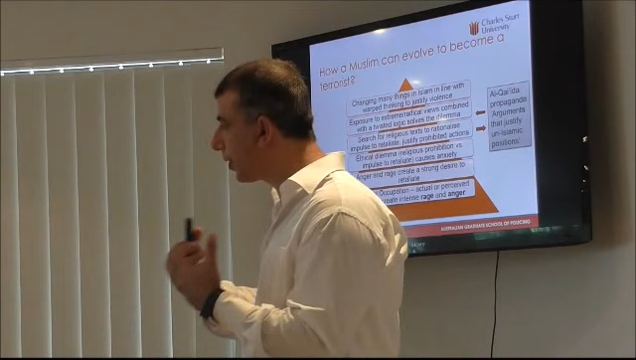 Charles Sturt
University
How a Muslim can evolve to become a
terrorist?
Changing many things in Islam in line with
warped thinking to justify violence
Exposure to extreme/radical views combined
with a twisted logic solves the dilemma
Search for religious texts to rationalise
impulse to retaliate, justify prohibited actions
Ethical dilemma (religious prohibition vs.
impulse to retaliate) causes anxiety
Anger and rage create a strong desire to
retaliate
Occupation – actual or perceived
create intense rage and anger
Al-Qa'ida
propaganda
Arguments
that justify
un-islamic
positions
AUSTRALIAN GRADUATE SCHOOL OF POLICING